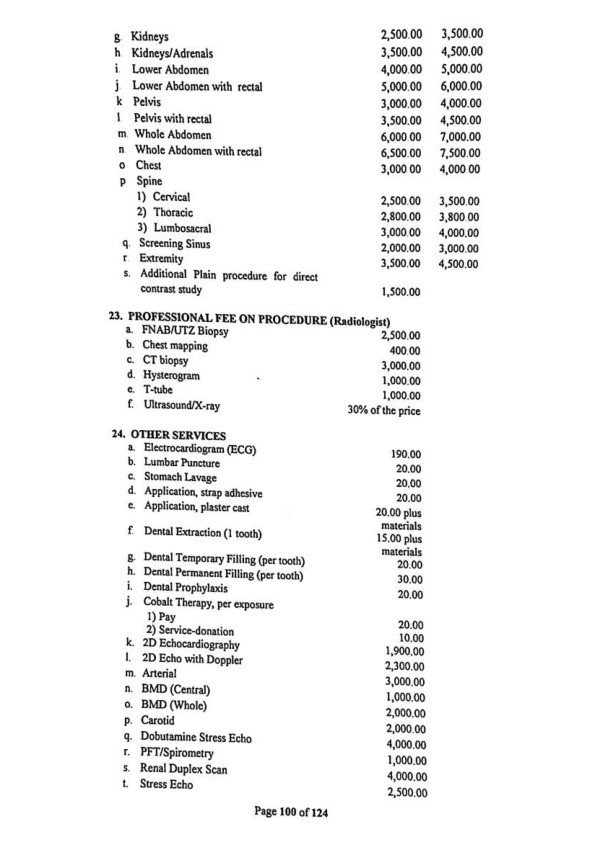 g. Kidneys 2,500.00 3,500.00
h. Kidneys/Adrenals 3,500.00 4,500.00
i. Lower Abdomen 4,000.00 5,000.00
j. Lower Abdomen with rectal 5,000.00 6,000.00
k Pelvis 3,000.00 4,000.00
l. Pelvis with rectal 3,500.00 4,500.00
m. Whole Abdomen 6,000.00 7,000.00
n. Whole Abdomen with rectal 6,500.00 7,500.00
o Chest 3,000.00 4,000.00
p Spine
1) Cervical 2,500.00 3,500.00
2) Thoracic 2,800.00 3,800.00
3) Lumbosacral 3,000.00 4,000.00
q. Screening Sinus 2,000.00 3,000.00
r Extremity 3,500.00 4,500.00
s. Additional Plain procedure for direct
contrast study 1,500.00
23. PROFESSIONAL FEE ON PROCEDURE (Radiologist)
a. FNAB/UTZ Biopsy 2,500.00
b. Chest mapping 400.00
c. CT biopsy 3,000.00
d. Hysterogram 1,000.00
e. T-tube 1,000.00
f. Ultrasound/X-ray 30% of the price
24. OTHER SERVICES
a. Electrocardiogram (ECG) 190.00
b. Lumbar Puncture 20.00
c. Stomach Lavage 20.00
d. Application, strap adhesive 20.00
e. Application, plaster cast 20.00 plus
materials
f. Dental Extraction (1 tooth) 15.00 plus
materials
g. Dental Temporary Filling (per tooth) 20.00
h. Dental Permanent Filling (per tooth) 30.00
i. Dental Prophylaxis 20.00
j. Cobalt Therapy, per exposure
1) Pay 20.00
2) Service-donation 10.00
k. 2D Echocardiography 1,900.00
l. 2D Echo with Doppler 2,300.00
m. Arterial 3,000.00
n. BMD (Central) 1,000.00
o. BMD (Whole) 2,000.00
p. Carotid 2,000.00
q. Dobutamine Stress Echo 4,000.00
r. PFT/Spirometry 1,000.00
s. Renal Duplex Scan 4,000.00
t. Stress Echo 2,500.00
Page 100 of 124